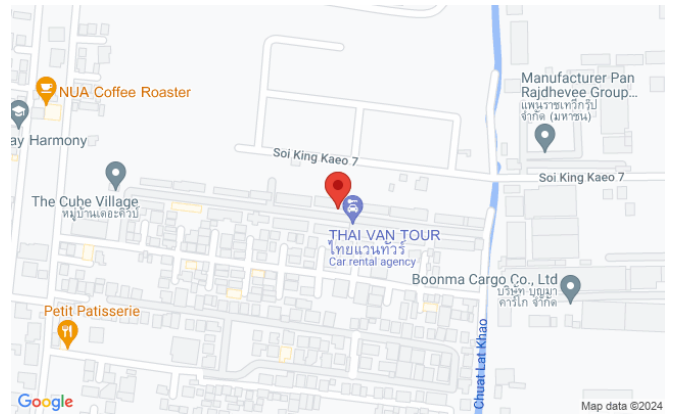 NUA Coffee Roaster
ay Harmony
The Cube Village
หมู่บ้านเดอะคิวบ์
Soi King Kaeo 7
Manufacturer Pan
Rajdhevee Group...
แพนราชเทวีกรุ๊ป
จำกัด (มหาชน)
Soi King Kaeo 7
THAI VAN TOUR
ไทยแวนทัวร์
Car rental agency
Boonma Cargo Co., Ltd
บริษัท บุญมา
คาร์โก้ จำกัด
Petit Patisserie
Chuat Lat Khao
Google
Map data ©2024